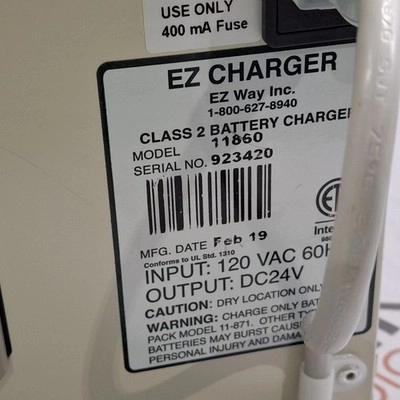 USE ONLY
400 mA Fuse
EZ CHARGER
EZ Way Inc.
1-800-627-8940
CLASS 2 BATTERY CHARGER
MODEL 11860
SERIAL NO. 923420
MFG. DATE Feb 19
Conforms to UL Std. 1310
INPUT: 120 VAC 60H
OUTPUT: DC24V
CAUTION: DRY LOCATION ONLY
WARNING: CHARGE ONLY BAT
PACK MODEL 11-871. OTHER TY
BATTERIES MAY BURST CAUSE
PERSONAL INJURY AND DAMA
ET
Inte